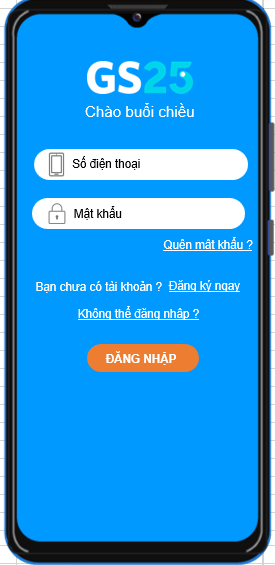 GS25
Chào buổi chiều
Số điện thoại
Mật khẩu
Quên mật khẩu ?
Bạn chưa có tài khoản ? Đăng ký ngay
Không thể đăng nhập ?
ĐĂNG NHẬP